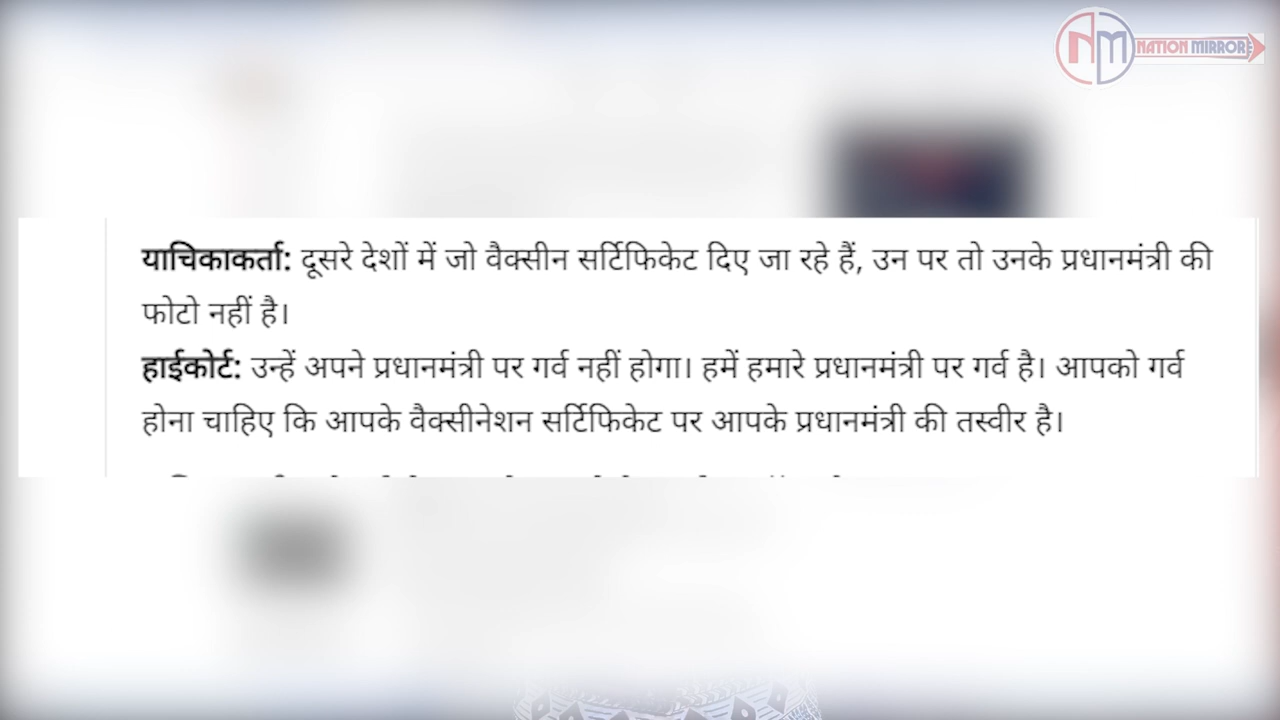 NM NATION MIRROR
याचिकाकर्ता: दूसरे देशों में जो वैक्सीन सर्टिफिकेट दिए जा रहे हैं, उन पर तो उनके प्रधानमंत्री की
फोटो नहीं है।
हाईकोर्ट: उन्हें अपने प्रधानमंत्री पर गर्व नहीं होगा। हमें हमारे प्रधानमंत्री पर गर्व है। आपको गर्व
होना चाहिए कि आपके वैक्सीनेशन सर्टिफिकेट पर आपके प्रधानमंत्री की तस्वीर है।